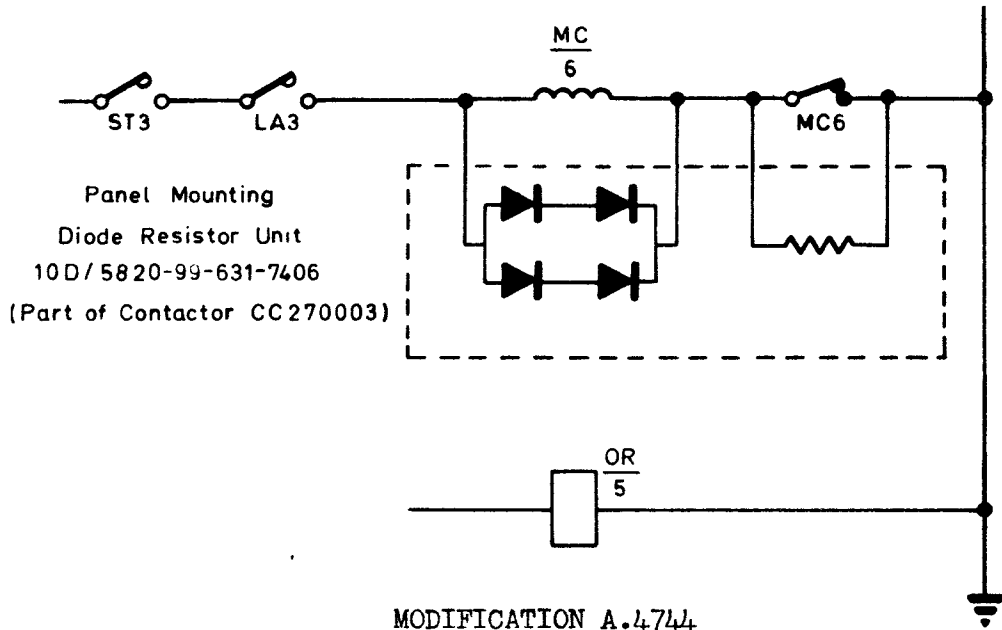 MC
6
ST3
LA3
MC6
Panel Mounting
Diode Resistor Unit
10D/5820-99-631-7406
(Part of Contactor CC270003)
OR
5
MODIFICATION A.4744